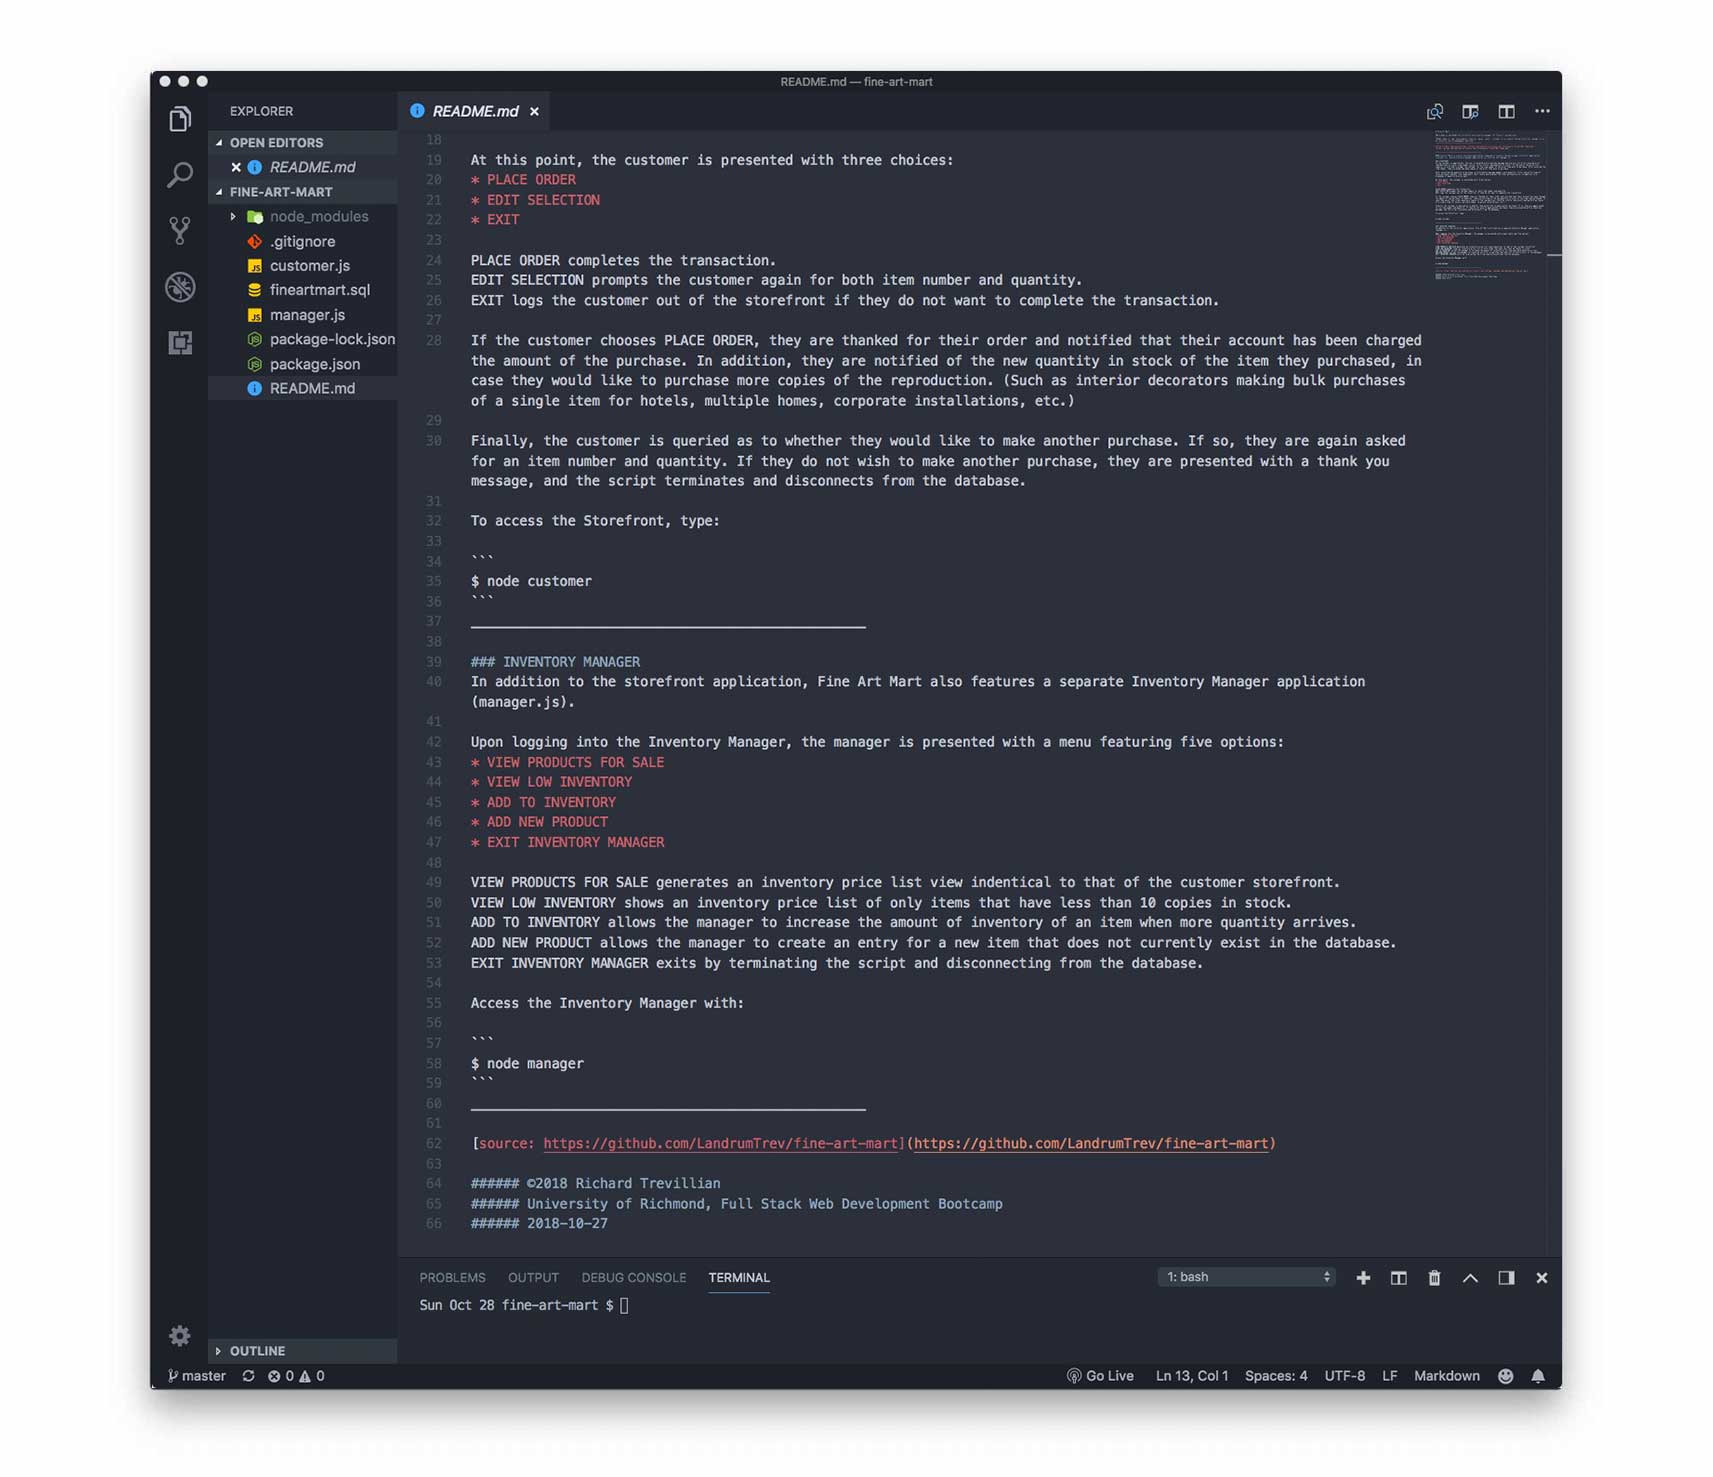 README.md — fine-art-mart
EXPLORER
OPEN EDITORS
README.md
FINE-ART-MART
node_modules
.gitignore
customer.js
fineartmart.sql
manager.js
package-lock.json
package.json
README.md
OUTLINE
README.md
18
19 At this point, the customer is presented with three choices:
20 * PLACE ORDER
21 * EDIT SELECTION
22 * EXIT
23
24 PLACE ORDER completes the transaction.
25 EDIT SELECTION prompts the customer again for both item number and quantity.
26 EXIT logs the customer out of the storefront if they do not want to complete the transaction.
27
28 If the customer chooses PLACE ORDER, they are thanked for their order and notified that their account has been charged
the amount of the purchase. In addition, they are notified of the new quantity in stock of the item they purchased, in
case they would like to purchase more copies of the reproduction. (Such as interior decorators making bulk purchases
of a single item for hotels, multiple homes, corporate installations, etc.)
29
30 Finally, the customer is queried as to whether they would like to make another purchase. If so, they are again asked
for an item number and quantity. If they do not wish to make another purchase, they are presented with a thank you
message, and the script terminates and disconnects from the database.
31
32 To access the Storefront, type:
33
34 ```
35 $ node customer
36 ```
37 _________________________________________________
38
39 ### INVENTORY MANAGER
40 In addition to the storefront application, Fine Art Mart also features a separate Inventory Manager application
(manager.js).
41
42 Upon logging into the Inventory Manager, the manager is presented with a menu featuring five options:
43 * VIEW PRODUCTS FOR SALE
44 * VIEW LOW INVENTORY
45 * ADD TO INVENTORY
46 * ADD NEW PRODUCT
47 * EXIT INVENTORY MANAGER
48
49 VIEW PRODUCTS FOR SALE generates an inventory price list view indentical to that of the customer storefront.
50 VIEW LOW INVENTORY shows an inventory price list of only items that have less than 10 copies in stock.
51 ADD TO INVENTORY allows the manager to increase the amount of inventory of an item when more quantity arrives.
52 ADD NEW PRODUCT allows the manager to create an entry for a new item that does not currently exist in the database.
53 EXIT INVENTORY MANAGER exits by terminating the script and disconnecting from the database.
54
55 Access the Inventory Manager with:
56
57 ```
58 $ node manager
59 ```
60 _________________________________________________
61
62 [source: https://github.com/LandrumTrev/fine-art-mart](https://github.com/LandrumTrev/fine-art-mart)
63
64 ###### ©2018 Richard Trevillian
65 ###### University of Richmond, Full Stack Web Development Bootcamp
66 ###### 2018-10-27
PROBLEMS OUTPUT DEBUG CONSOLE TERMINAL 1: bash
Sun Oct 28 fine-art-mart $
master 0 0 Go Live Ln 13, Col 1 Spaces: 4 UTF-8 LF Markdown